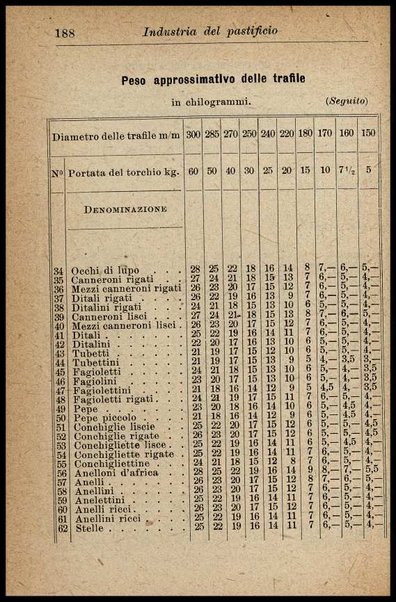 188 Industria del pastificio
Peso approssimativo delle trafile
in chilogrammi. (Seguito)
Diametro delle trafile m/m 300 285 270 250 240 220 180 170 160 150
Nº Portata del torchio kg. 60 50 40 30 25 20 15 10 7 1/2 5
DENOMINAZIONE
34 Occhi di lupo . . . 28 25 22 18 16 14 8 7,— 6,— 5,—
35 Canneroni rigati . . 27 24 21 18 15 13 7 6,— 5,— 4,—
36 Mezzi canneroni rigati 26 23 20 17 15 12 7 6,— 5,— 4,—
37 Ditali rigati . . . . 26 22 19 16 13 9 7 6,— 5,— 4,—
38 Ditalini rigati . . . 24 21 18 15 13 10 6 5,— 5,— 4,—
39 Canneroni lisci . . . 27 24 21 18 15 13 8 7,— 6,— 5,—
40 Mezzi canneroni lisci . 26 23 20 17 15 12 7 6,— 5,— 4,—
41 Ditali . . . . . . 25 22 19 16 14 11 7 6,— 5,— 4,—
42 Ditalini . . . . . 22 20 17 16 13 10 6 5,— 5,— 4,—
43 Tubetti . . . . . 21 19 17 15 12 10 6 5,— 5,— 4,—
44 Tubettini . . . . . 21 19 17 15 13 9 5 4,— 3,5 3,—
45 Fagioletti . . . . . 24 21 18 15 13 10 6 5,— 4,— 3,5
46 Fagiolini . . . . . 23 20 17 15 13 10 6 5,— 4,— 3,5
47 Fagiolettini . . . . 21 18 16 14 12 9 5 4,5 4,— 3,5
48 Fagioletti rigati . . . 24 21 19 17 15 11 7 6,— 5,— 4,—
49 Pepe . . . . . . 23 20 18 16 14 10 6 5,— 4,5 4,—
50 Pepe piccolo . . . . 21 18 16 14 12 9 6 5,— 4,5 4,—
51 Conchiglie liscie . . 25 22 20 17 15 12 6 5,— 5,— 4,5
52 Conchiglie rigate . . 26 23 20 17 15 12 6 5,— 5,— 4,5
53 Conchigliette lisce . . 25 22 19 16 14 11 6 5,— 4,5 4,—
54 Conchigliette rigate . 25 22 19 16 14 11 7 6,— 5,— 4,—
55 Conchigliettine . . . 24 21 18 15 12 8 7 6,— 5,— 4,—
56 Anelloni d'africa . . 28 25 22 19 16 14 9 8,— 7,— 5,5
57 Anelli . . . . . . 26 23 20 17 15 12 8 7,— 6,— 5,—
58 Anellini . . . . . 26 23 20 17 15 12 7 6,— 5,— 4,—
59 Anelettini . . . . . 25 22 19 16 14 11 7 6,— 5,— 4,—
60 Anelli ricci . . . . 26 23 20 17 15 12 7 6,— 5,— 4,—
61 Anellini ricci . . . . 25 22 19 16 14 11 7 6,— 5,— 4,—
62 Stelle . . . . . . 25 22 19 16 14 11 7 6,— 5,— 4,—